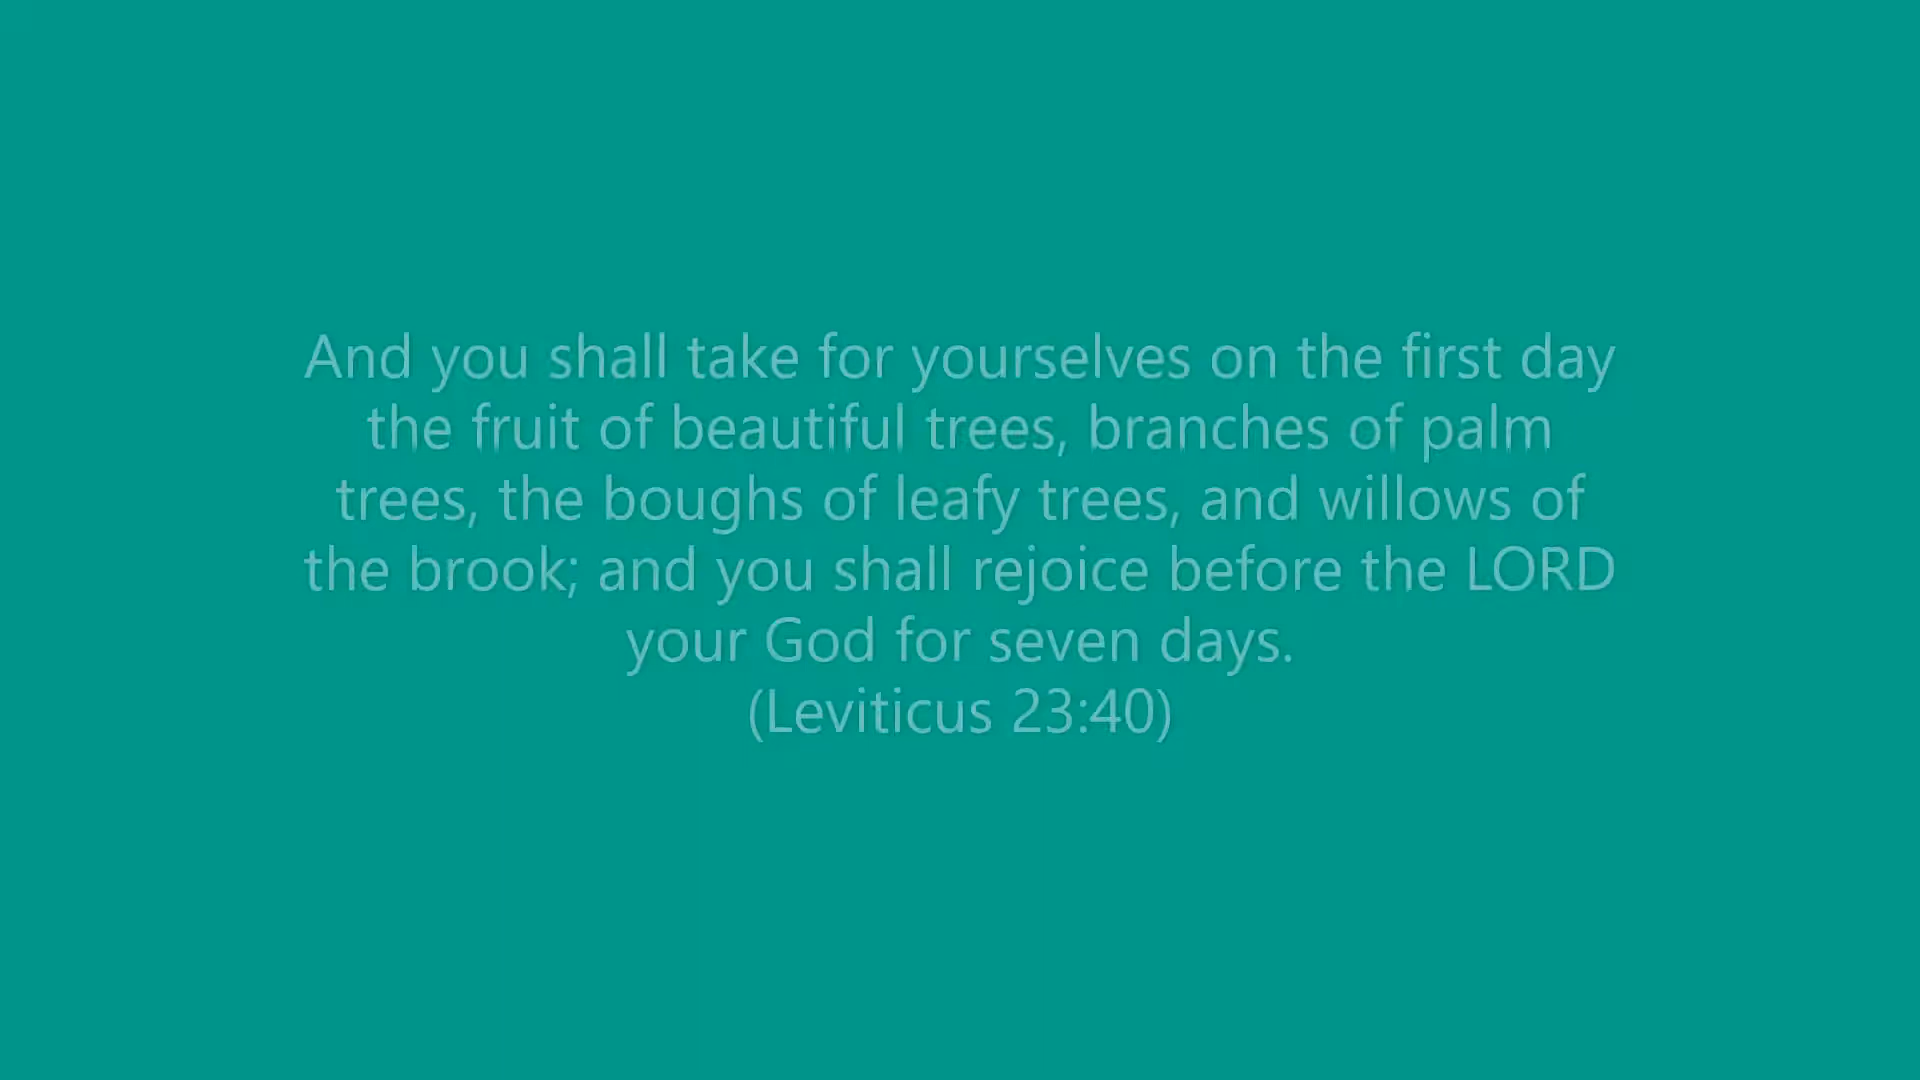 And you shall take for yourselves on the first day
the fruit of beautiful trees, branches of palm
trees, the boughs of leafy trees, and willows of
the brook; and you shall rejoice before the LORD
your God for seven days.
(Leviticus 23:40)